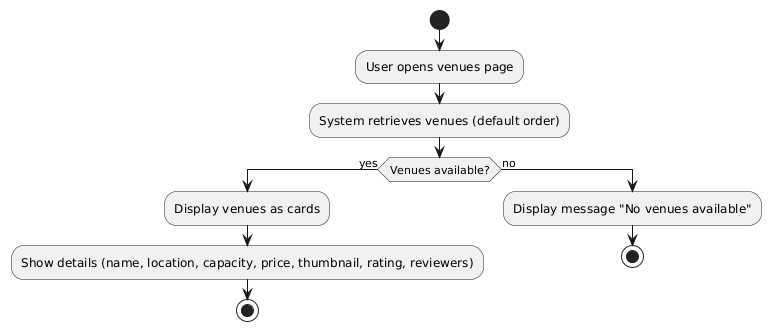 User opens venues page
System retrieves venues (default order)
yes
Venues available?
no
Display venues as cards
Display message "No venues available"
Show details (name, location, capacity, price, thumbnail, rating, reviewers)